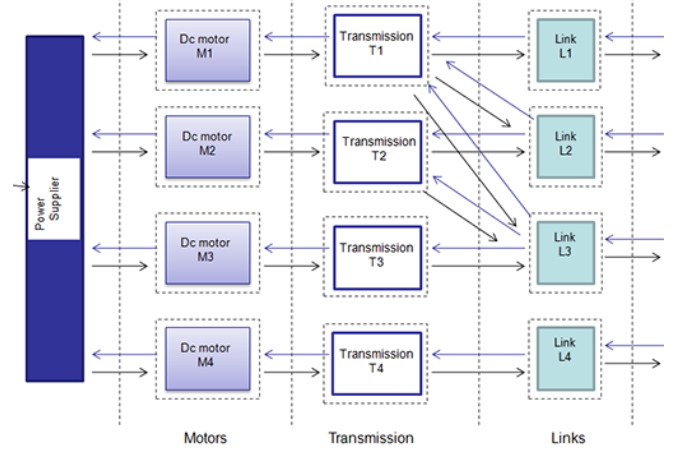 Dc motor
M1
Transmission
T1
Link
L1
Dc motor
M2
Transmission
T2
Link
L2
Power
Supplier
Dc motor
M3
Transmission
T3
Link
L3
Dc motor
M4
Transmission
T4
Link
L4
Motors
Transmission
Links